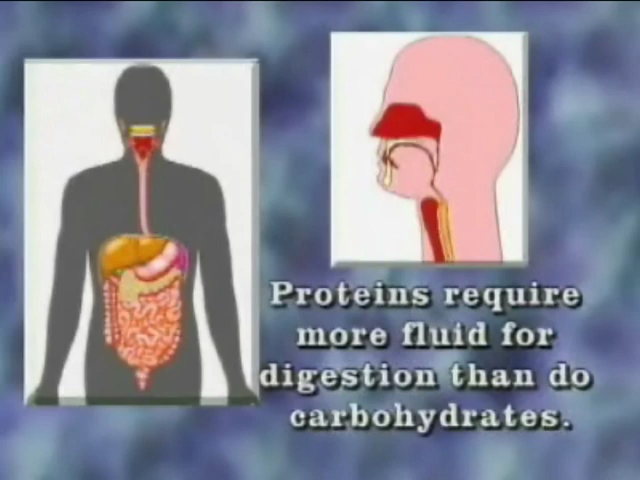 Proteins require
more fluid for
digestion than do
carbohydrates.